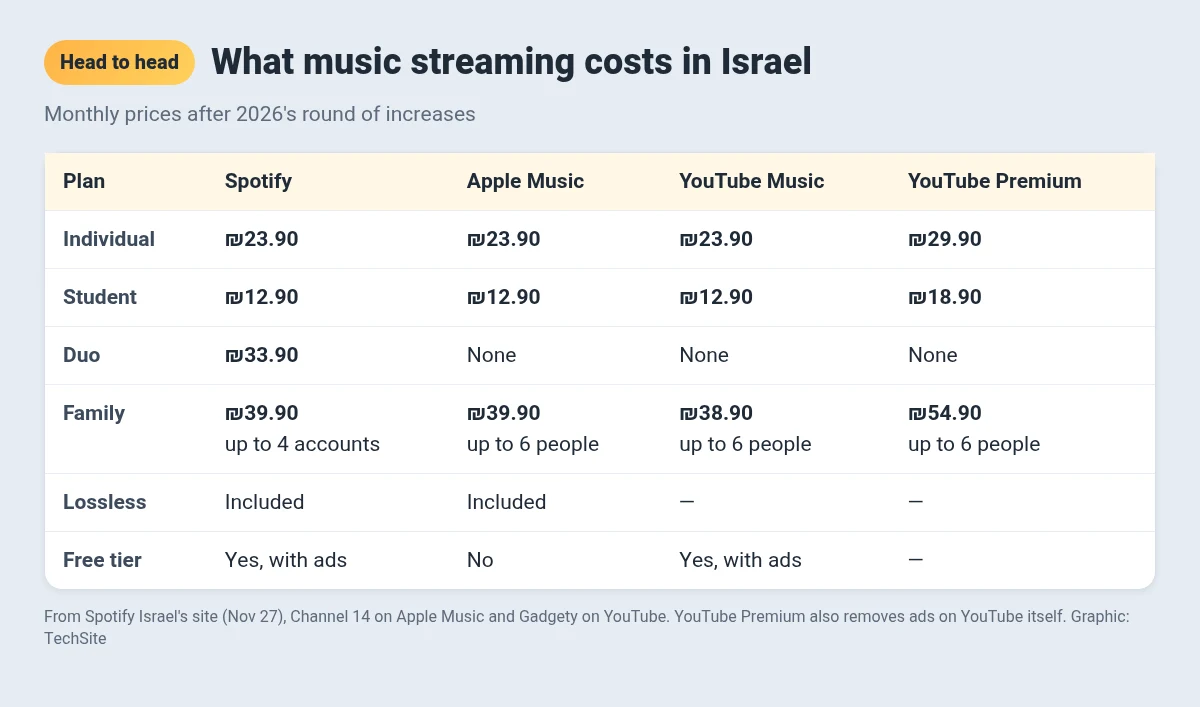 Head to head What music streaming costs in Israel
Monthly prices after 2026's round of increases
Plan Spotify Apple Music YouTube Music YouTube Premium
Individual ₪23.90 ₪23.90 ₪23.90 ₪29.90
Student ₪12.90 ₪12.90 ₪12.90 ₪18.90
Duo ₪33.90 None None None
Family ₪39.90 ₪39.90 ₪38.90 ₪54.90
up to 4 accounts up to 6 people up to 6 people up to 6 people
Lossless Included Included — —
Free tier Yes, with ads No Yes, with ads —
From Spotify Israel's site (Nov 27), Channel 14 on Apple Music and Gadgety on YouTube. YouTube Premium also removes ads on YouTube itself. Graphic:
TechSite